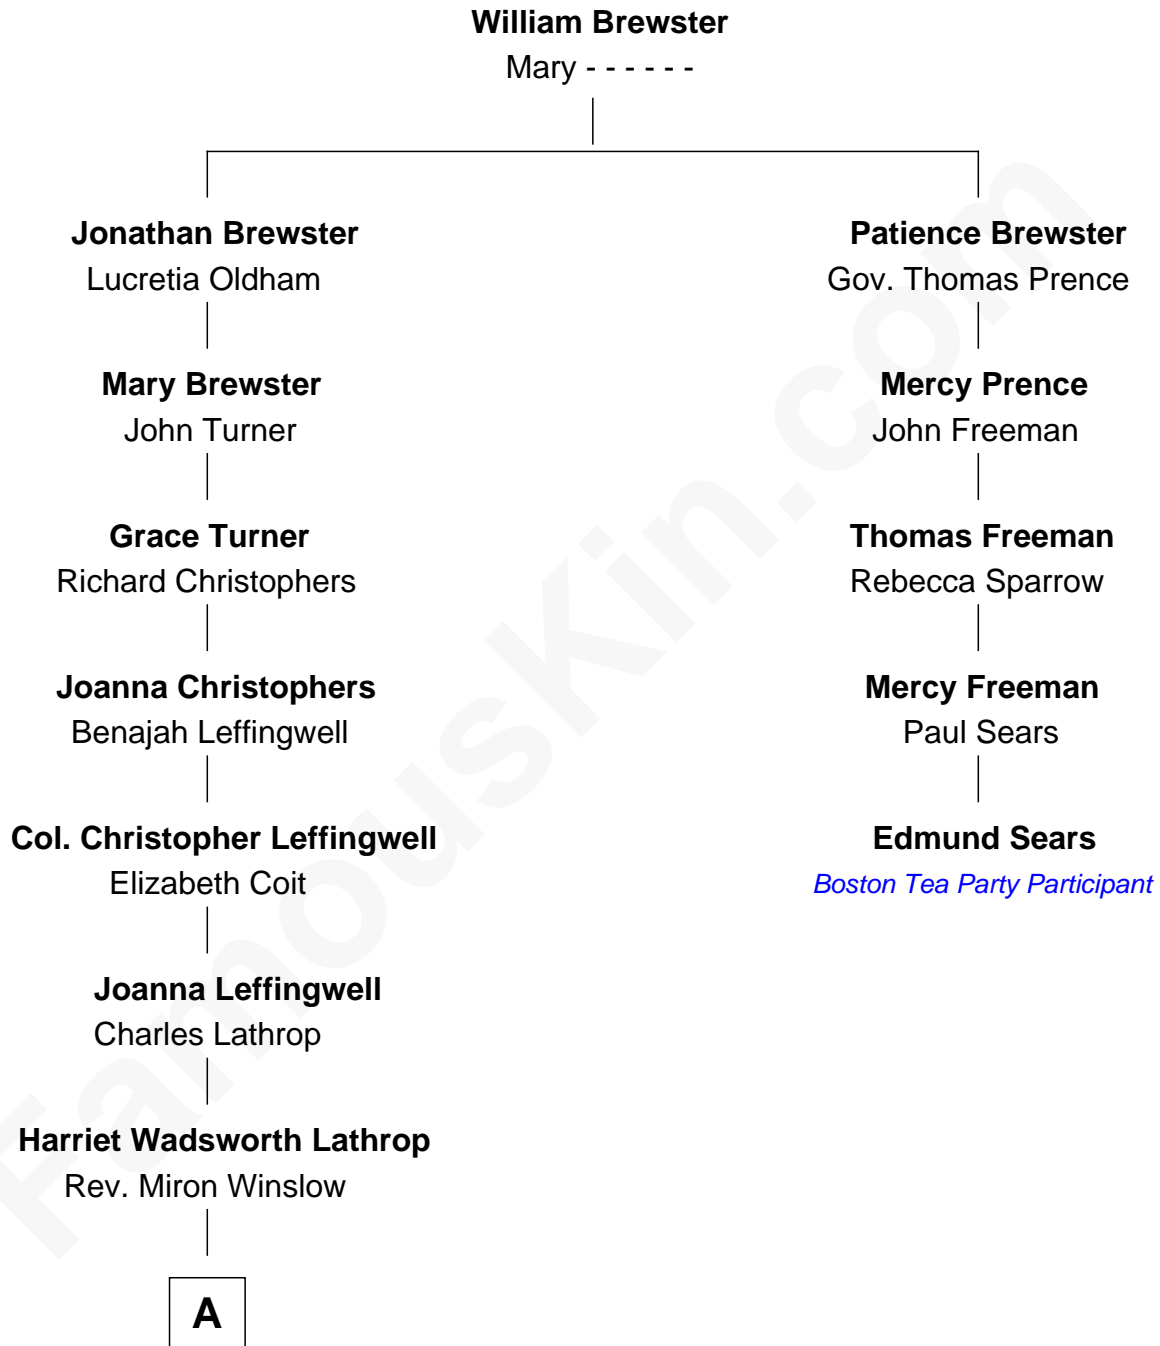 William Brewster
Mary - - - - - -
Jonathan Brewster
Lucretia Oldham
Patience Brewster
Gov. Thomas Prence
Mary Brewster
John Turner
Mercy Prence
John Freeman
Grace Turner
Richard Christophers
Thomas Freeman
Rebecca Sparrow
Joanna Christophers
Benajah Leffingwell
Mercy Freeman
Paul Sears
Col. Christopher Leffingwell
Elizabeth Coit
Edmund Sears
Boston Tea Party Participant
Joanna Leffingwell
Charles Lathrop
Harriet Wadsworth Lathrop
Rev. Miron Winslow
A
FamousKin.com